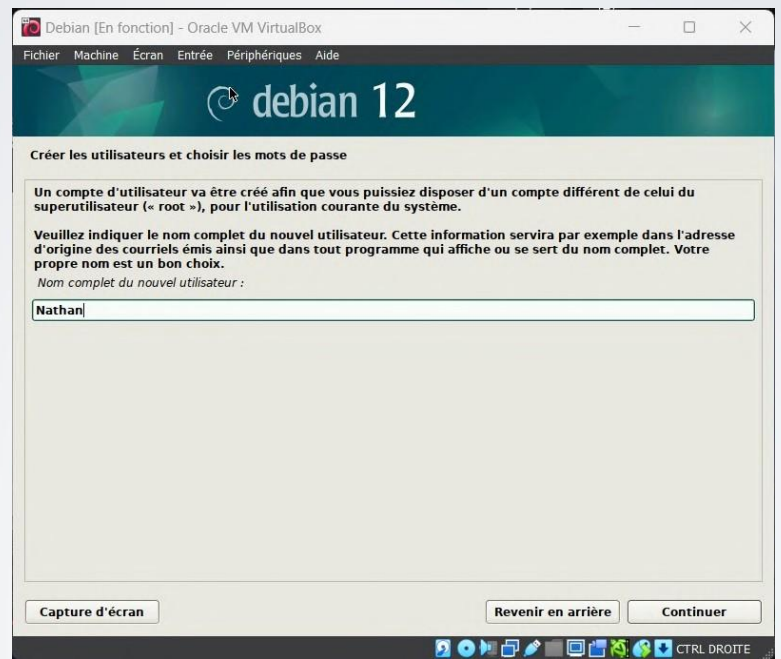 Debian [En fonction] - Oracle VM VirtualBox
Fichier Machine Écran Entrée Périphériques Aide
debian 12
Créer les utilisateurs et choisir les mots de passe
Un compte d'utilisateur va être créé afin que vous puissiez disposer d'un compte différent de celui du
superutilisateur (« root »), pour l'utilisation courante du système.
Veuillez indiquer le nom complet du nouvel utilisateur. Cette information servira par exemple dans l'adresse
d'origine des courriels émis ainsi que dans tout programme qui affiche ou se sert du nom complet. Votre
propre nom est un bon choix.
Nom complet du nouvel utilisateur :
Nathan
Capture d'écran Revenir en arrière Continuer
CTRL DROITE